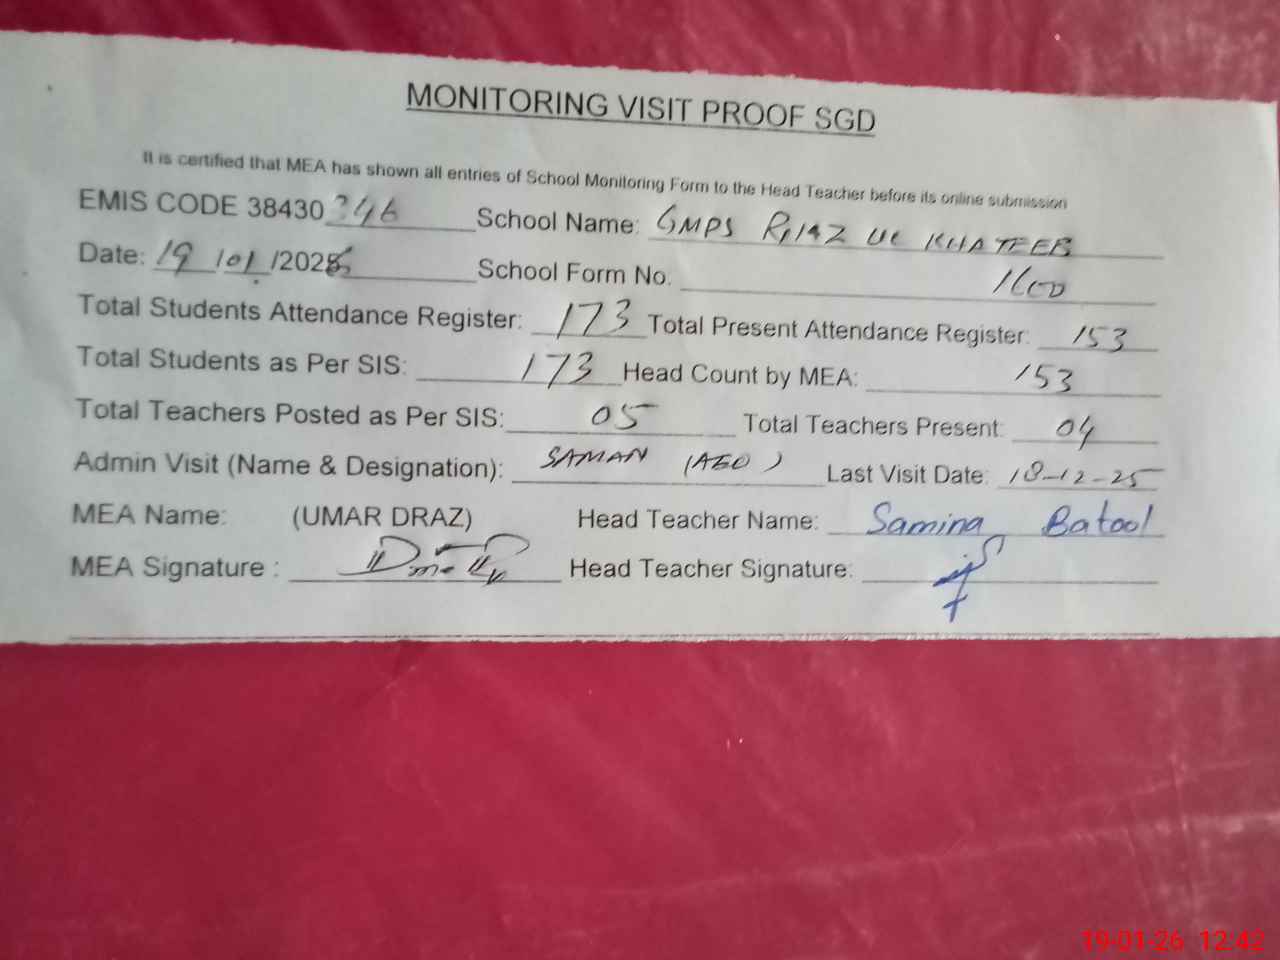 MONITORING VISIT PROOF SGD
It is certified that MEA has shown all entries of School Monitoring Form to the Head Teacher before its online submission
EMIS CODE 38430346 School Name: GMPS RIAZ UL KHATEEB
Date: 19/01/2026 School Form No. 1600
Total Students Attendance Register: 173 Total Present Attendance Register: 153
Total Students as Per SIS: 173 Head Count by MEA: 153
Total Teachers Posted as Per SIS: 05 Total Teachers Present: 04
Admin Visit (Name & Designation): SAMAN (AEO) Last Visit Date: 18-12-25
MEA Name: (UMAR DRAZ) Head Teacher Name: Samina Batool
MEA Signature : Head Teacher Signature:
19-01-26 12:42